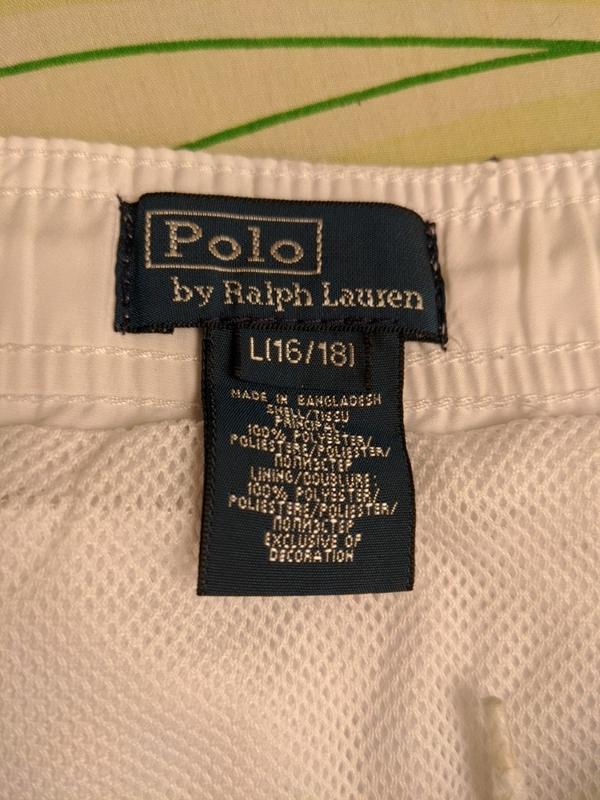 Polo
by Ralph Lauren
L(16/18)
MADE IN BANGLADESH
SHELL/TISSU
PRINCIPAL:
100% POLYESTER/
POLIESTERE/POLIESTER/
ПОЛИЭСТЕР
LINING/DOUBLURE:
100% POLYESTER/
POLIESTERE/POLIESTER/
ПОЛИЭСТЕР
EXCLUSIVE OF
DECORATION